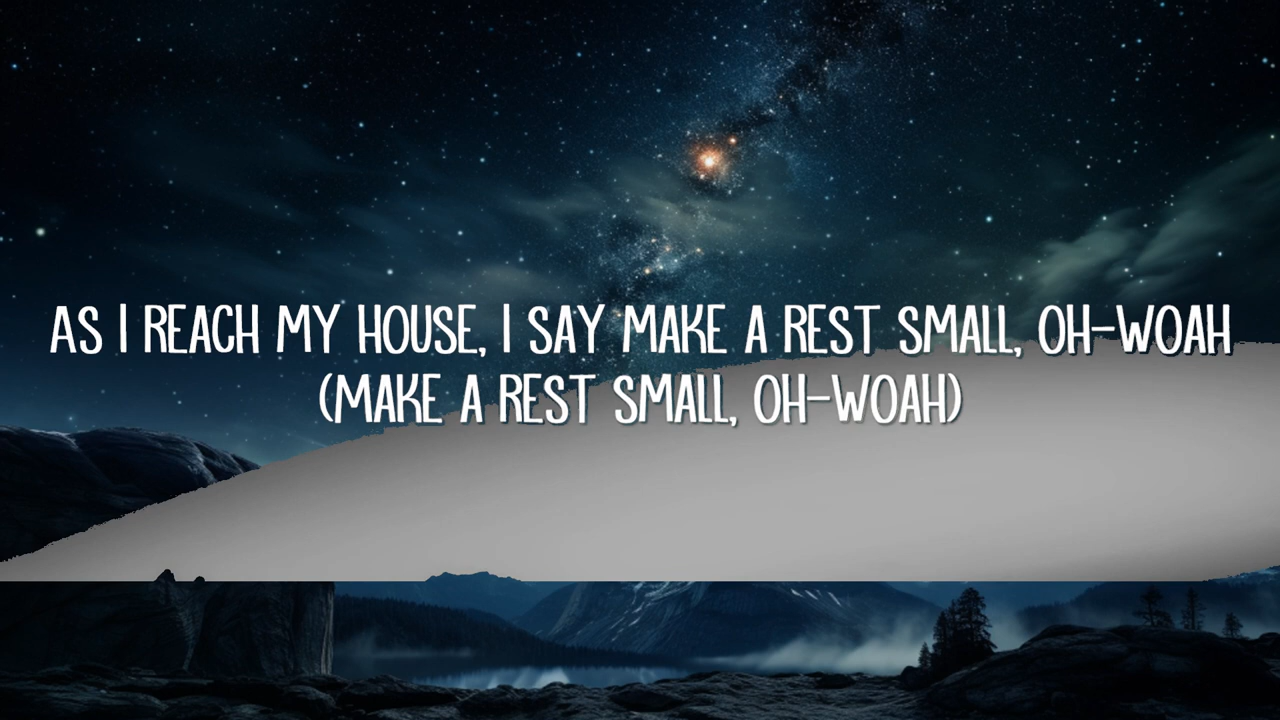 AS I REACH MY HOUSE, I SAY MAKE A REST SMALL, OH-WOAH
(MAKE A REST SMALL, OH-WOAH)